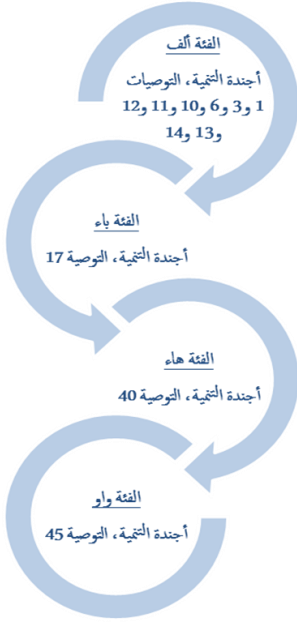 الفئة ألف
أجندة التنمية، التوصيات
1 و3 و6 و10 و11 و12
و13 و14
الفئة باء
أجندة التنمية، التوصية 17
الفئة هاء
أجندة التنمية، التوصية 40
الفئة واو
أجندة التنمية، التوصية 45